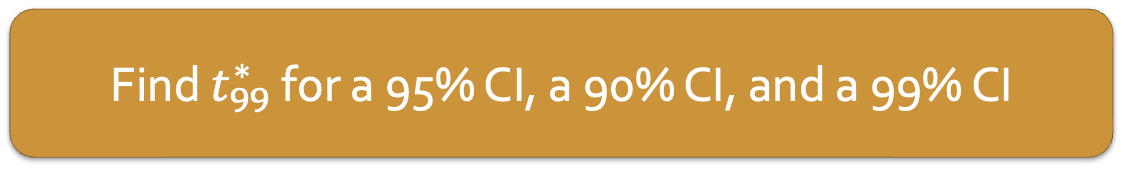 Find $t^*_{99}$ for a 95% CI, a 90% CI, and a 99% CI